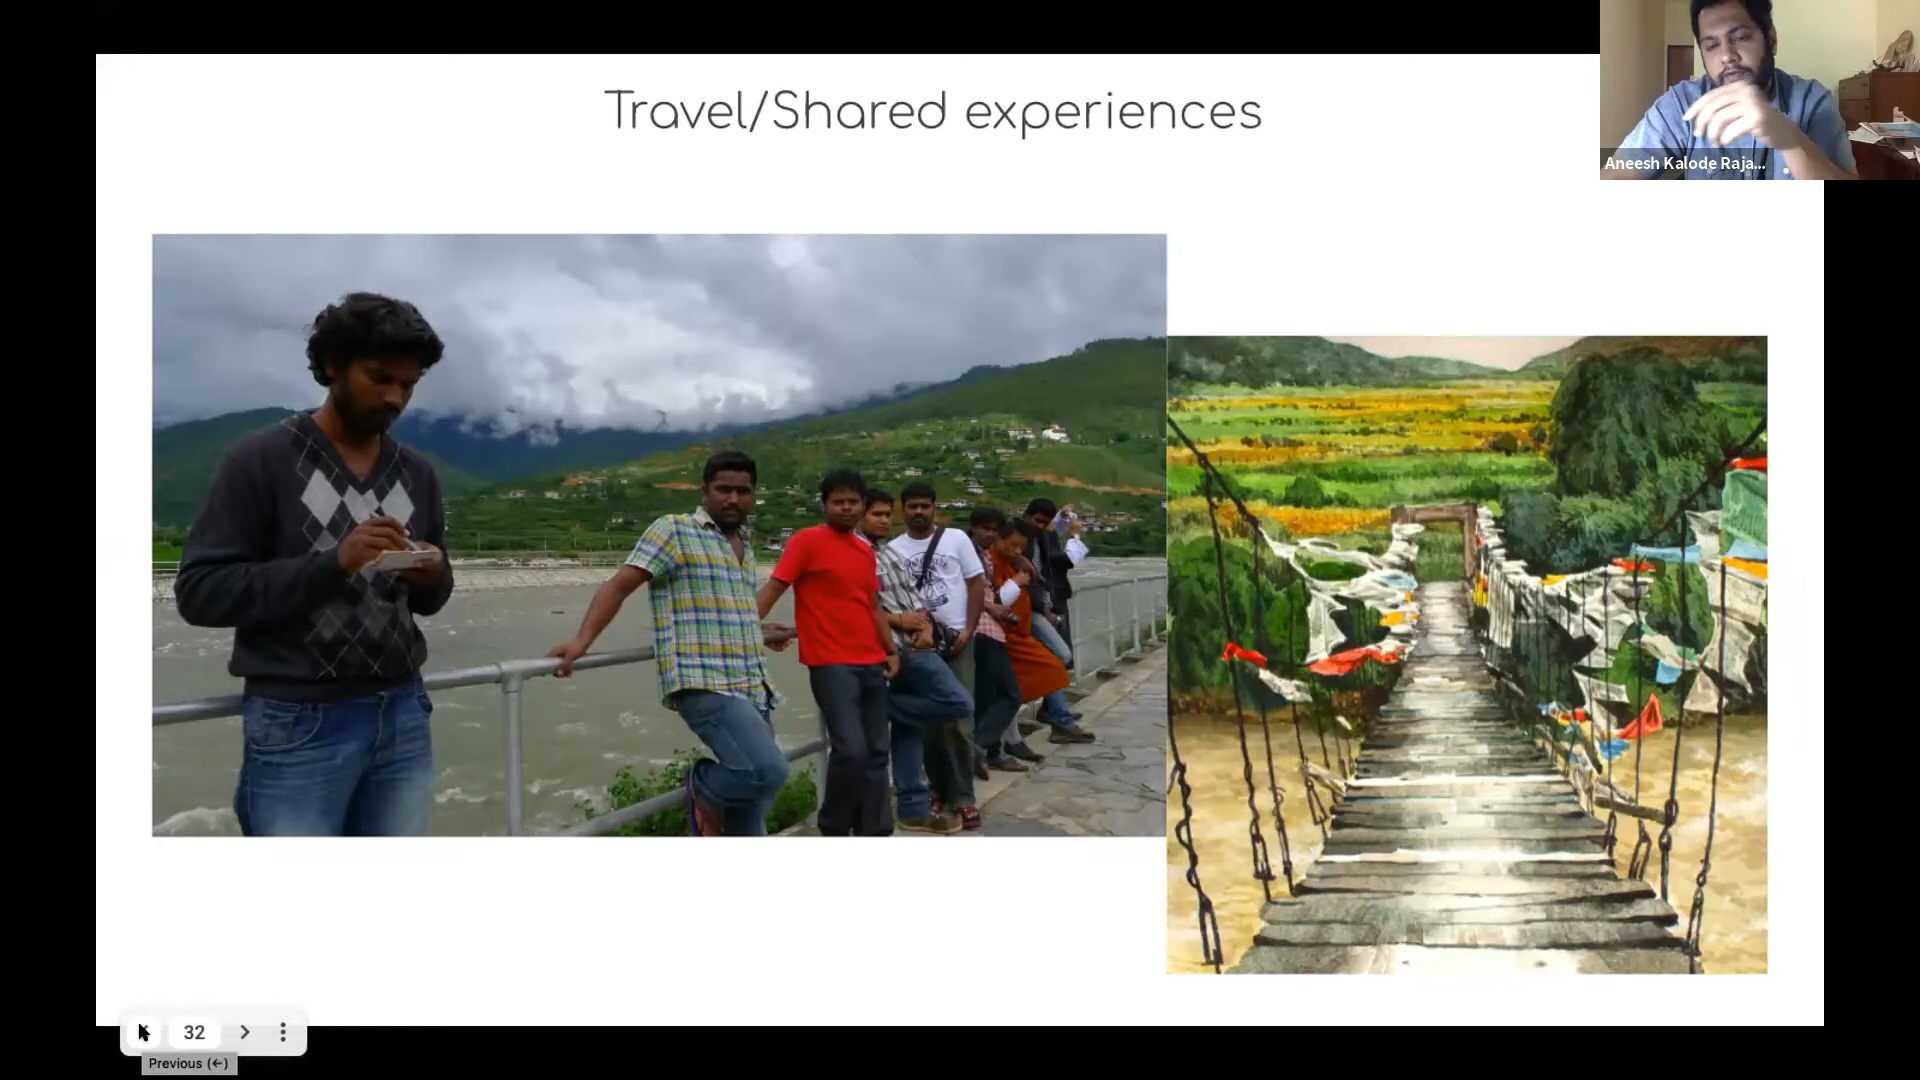 Travel/Shared experiences
Aneesh Kalode Raja...
32
Previous (←)